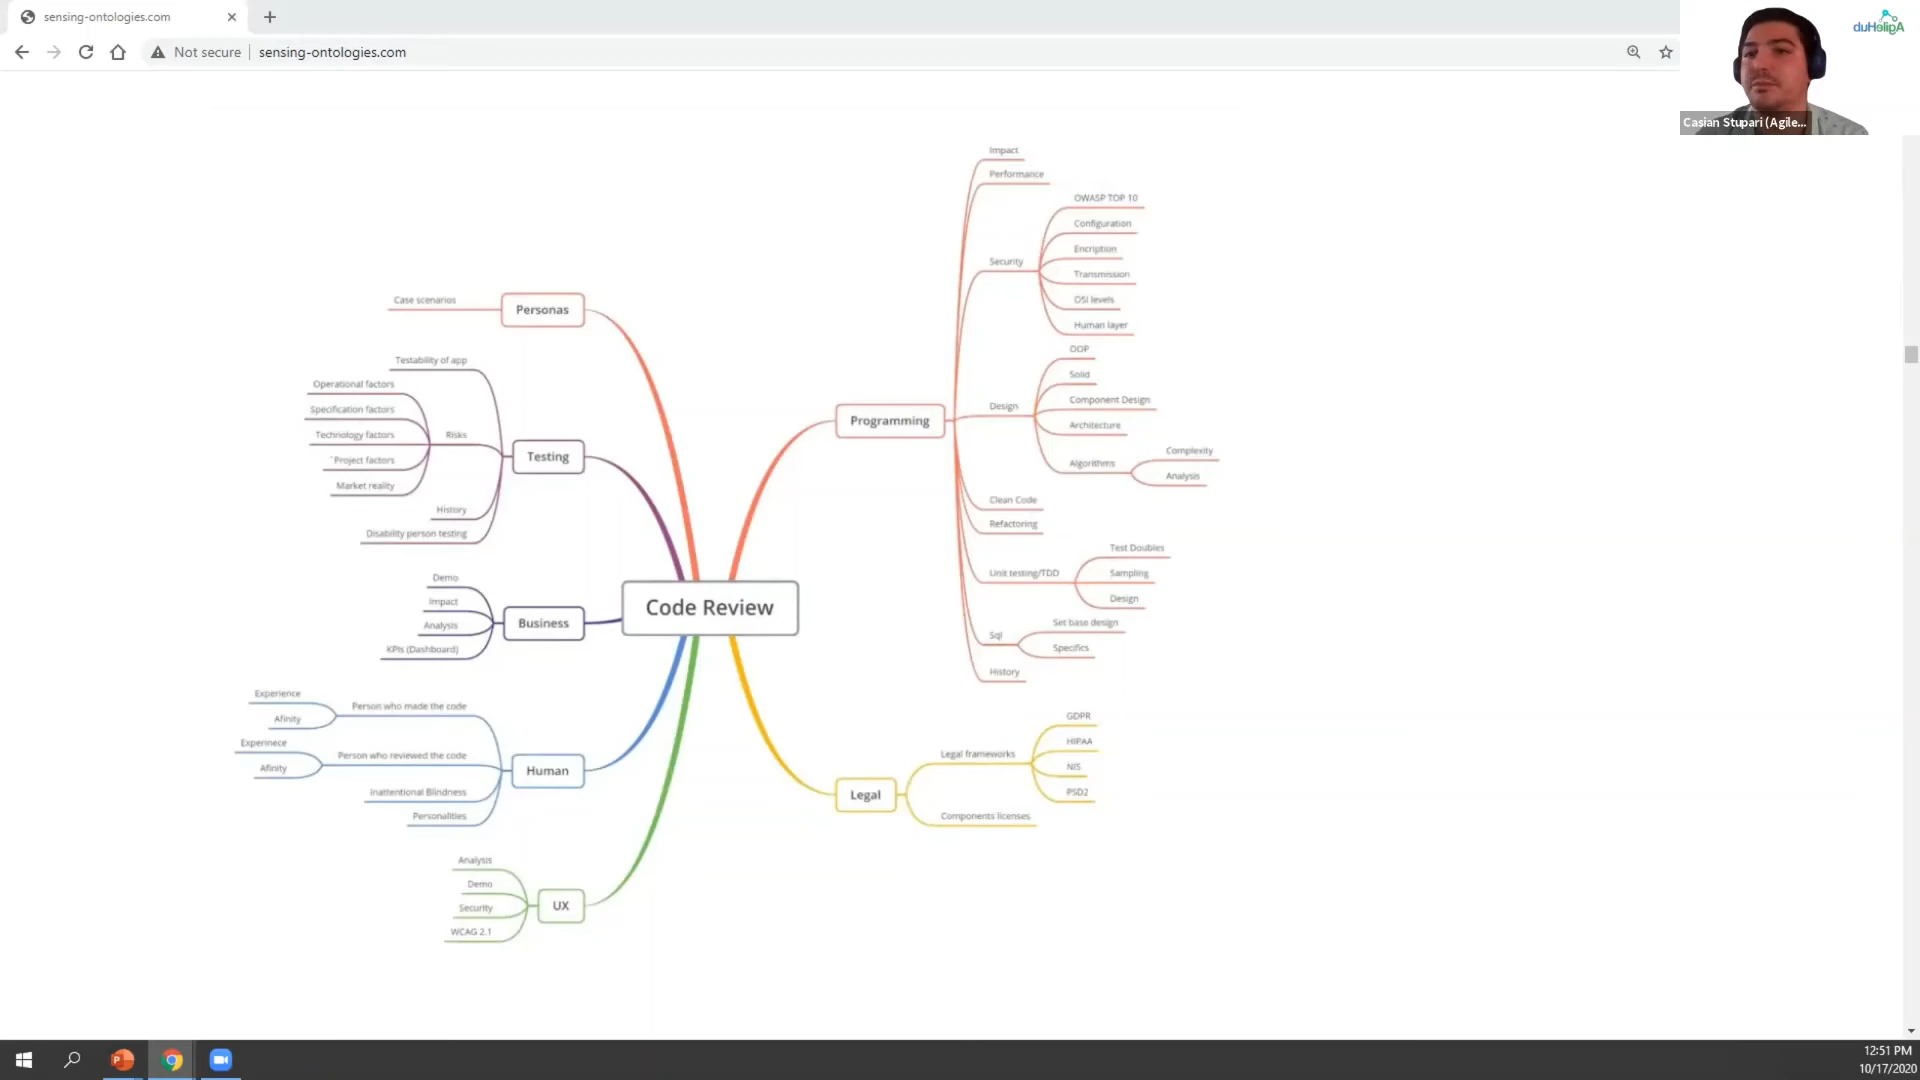 sensing-ontologies.com
Not secure
sensing-ontologies.com
AgileHub
Casian Stupari (Agile...
Code Review
Personas
Case scenarios
Testing
Testability of app
Risks
Operational factors
Specification factors
Technology factors
`Project factors
Market reality
History
Disability person testing
Business
Demo
Impact
Analysis
KPIs (Dashboard)
Human
Person who made the code
Experience
Afinity
Person who reviewed the code
Experinece
Afinity
Inattentional Blindness
Personalities
UX
Analysis
Demo
Security
WCAG 2.1
Programming
Impact
Performance
Security
OWASP TOP 10
Configuration
Encription
Transmission
OSI levels
Human layer
Design
OOP
Solid
Component Design
Architecture
Algorithms
Complexity
Analysis
Clean Code
Refactoring
Unit testing/TDD
Test Doubles
Sampling
Design
Sql
Set base design
Specifics
History
Legal
Legal frameworks
GDPR
HIPAA
NIS
PSD2
Components licenses
12:51 PM
10/17/2020